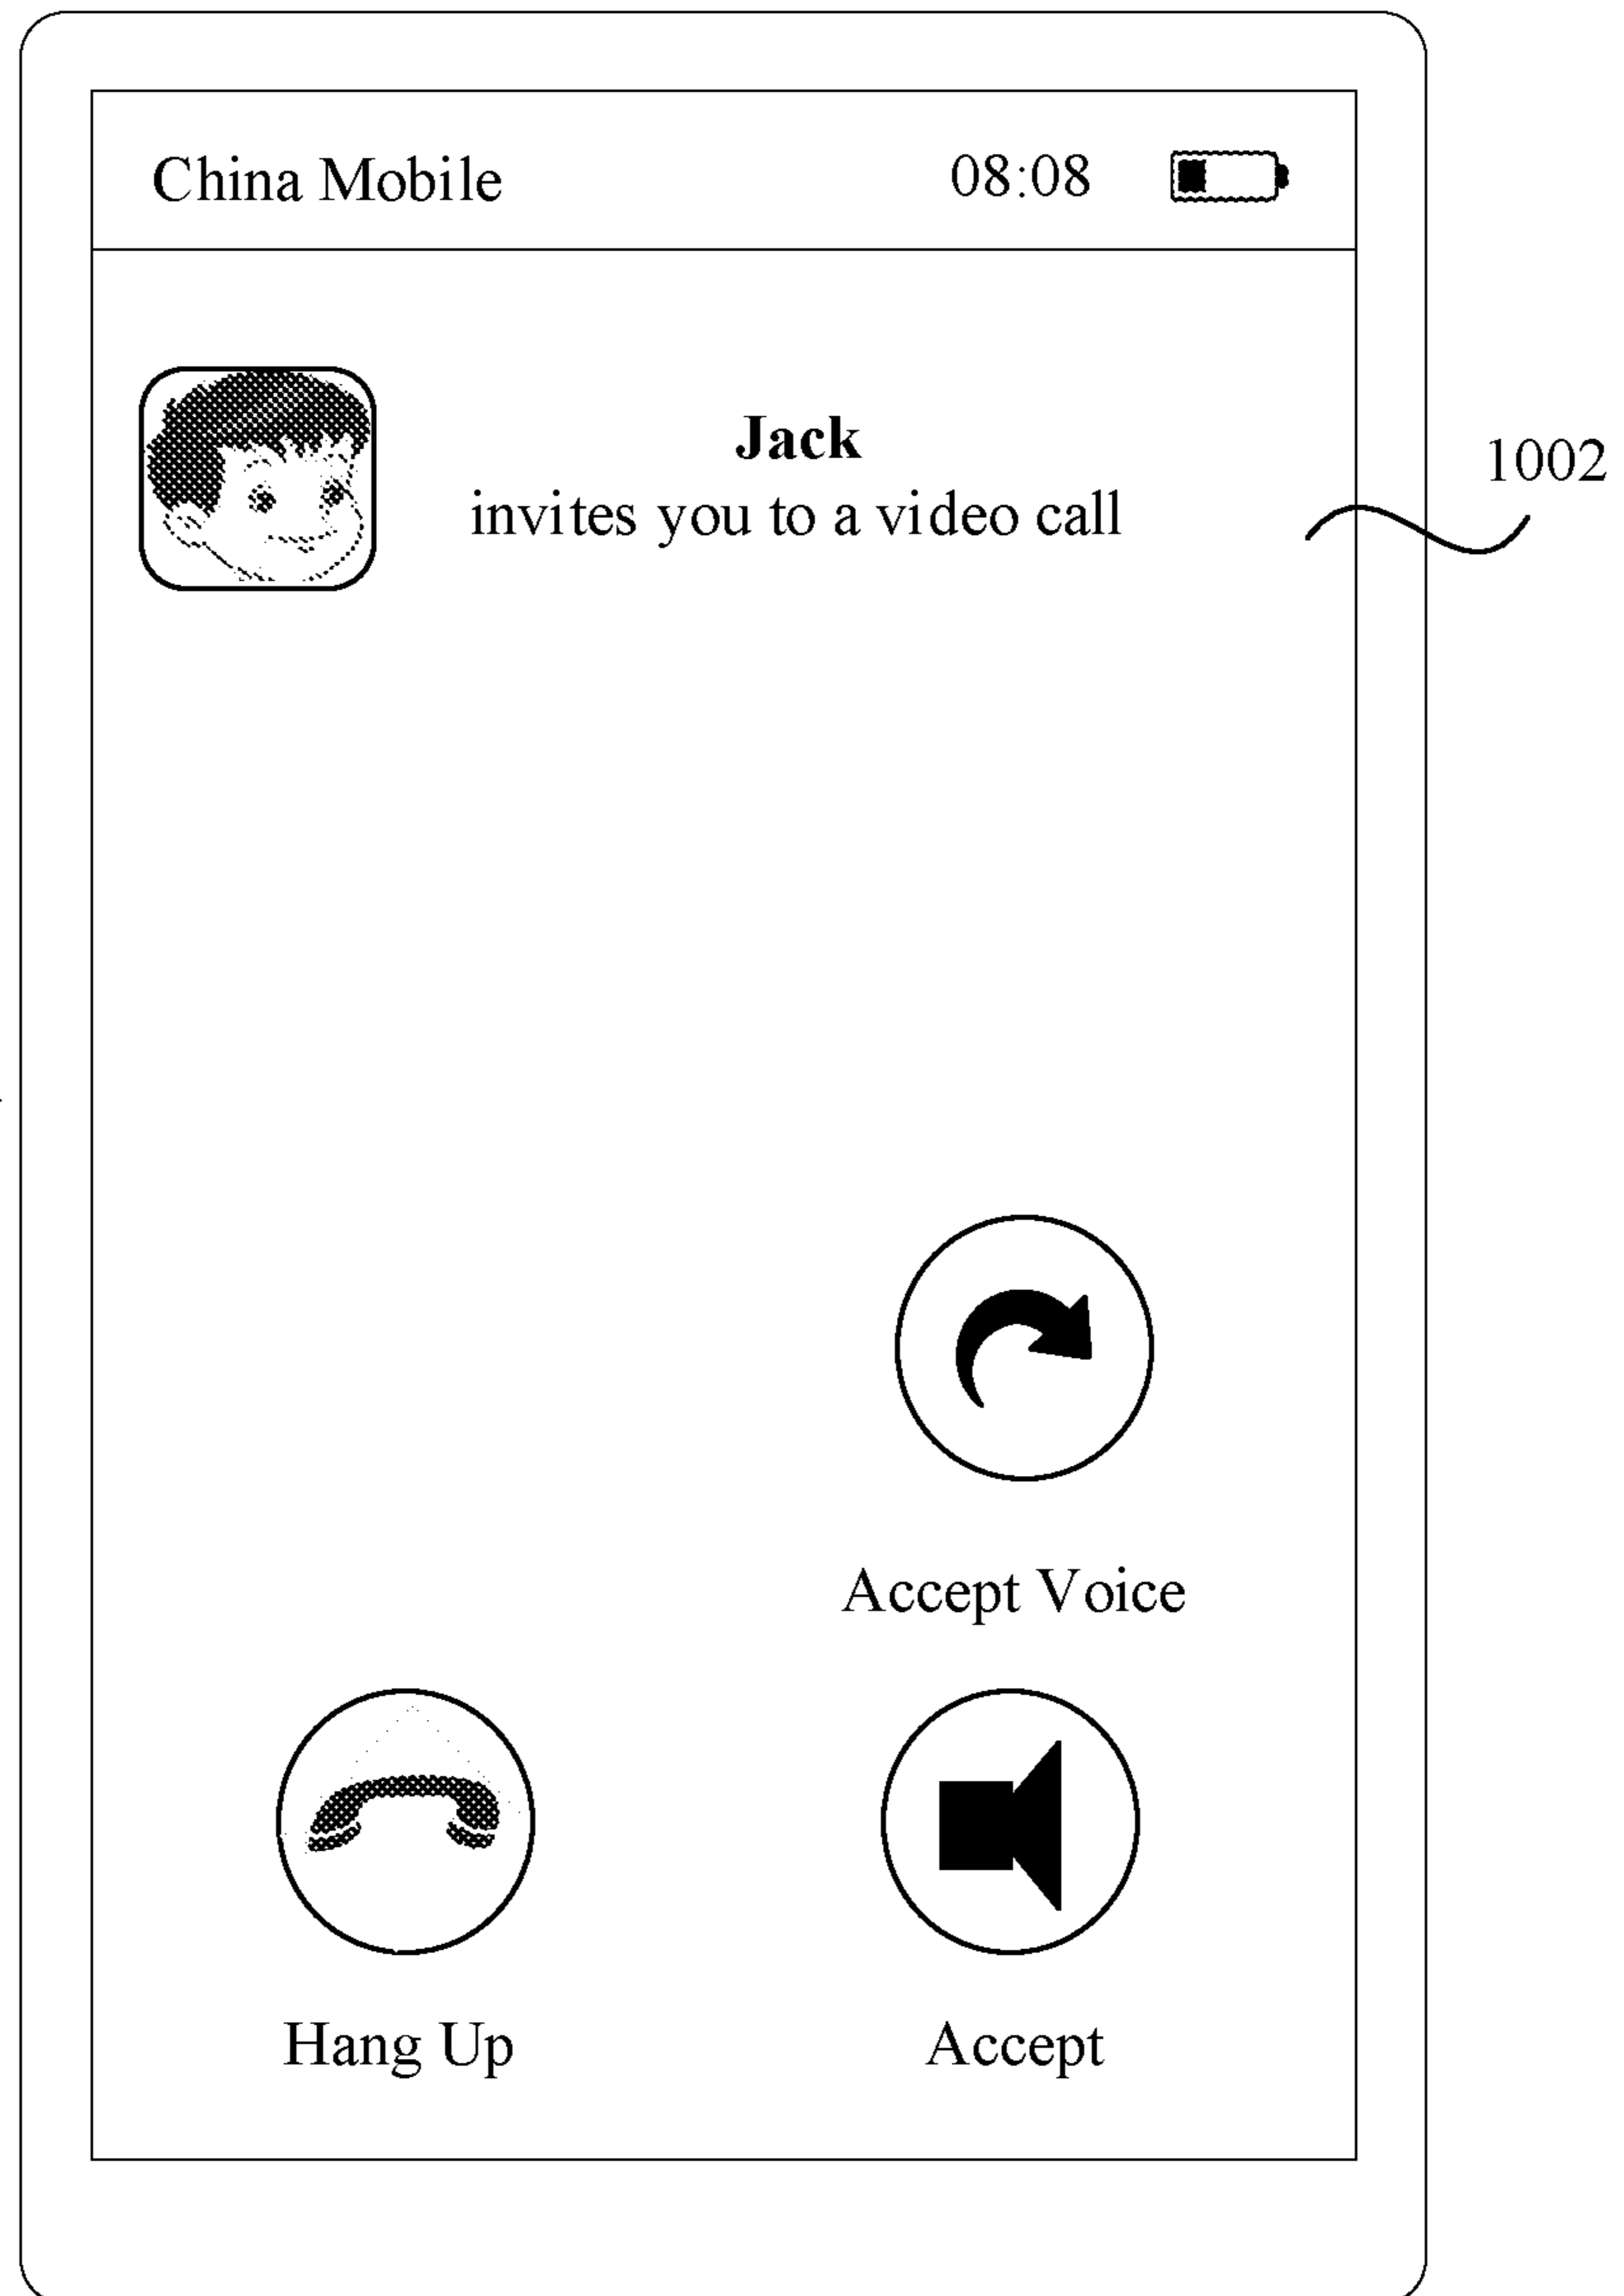 China Mobile 08:08
Jack
1002
invites you to a video call
Accept Voice
Hang Up Accept